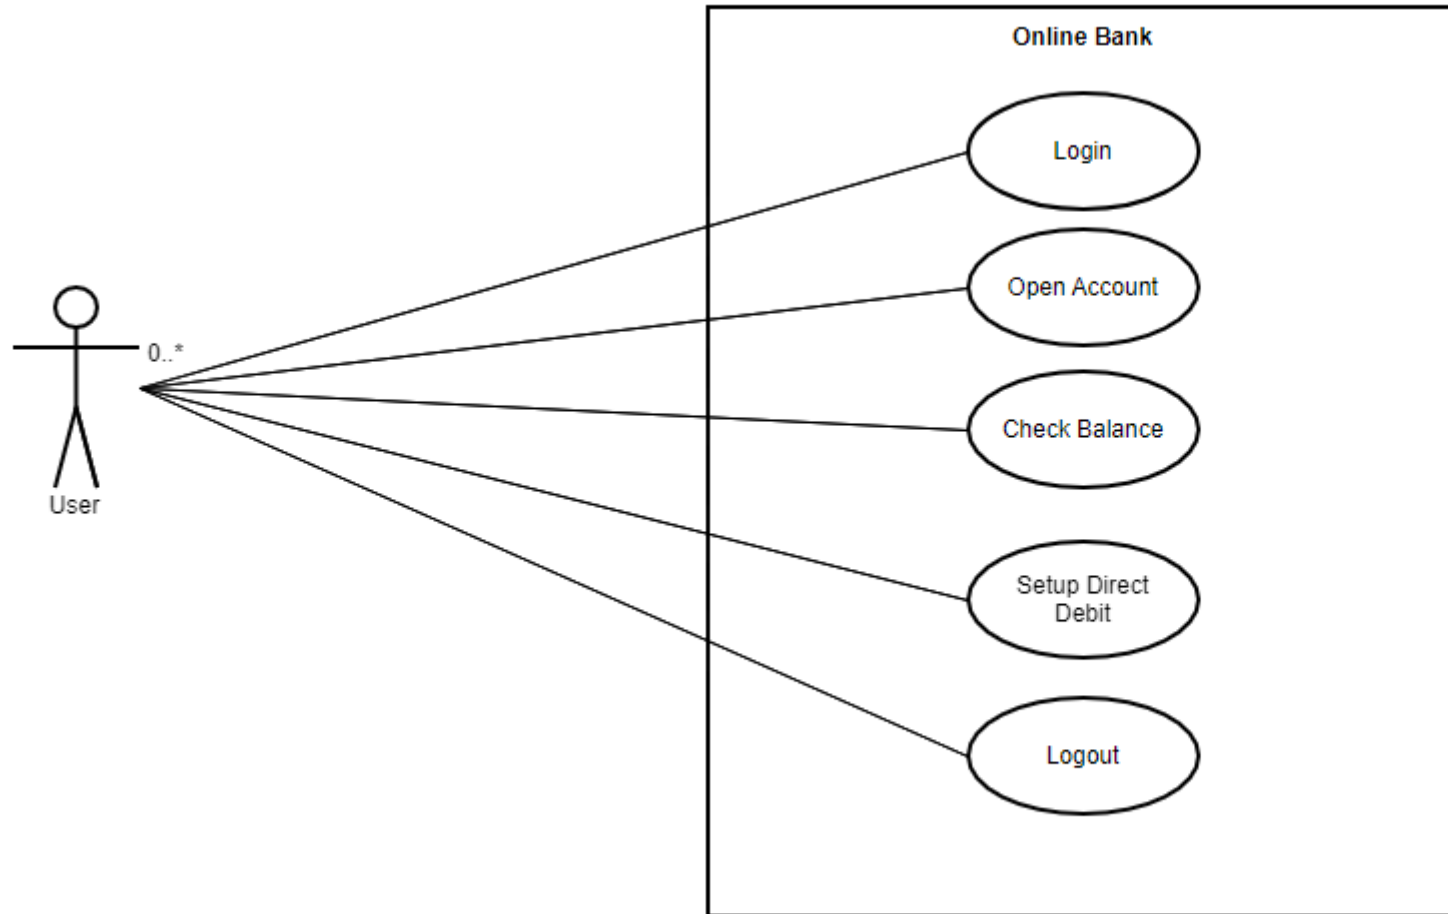 Online Bank
Login
Open Account
0..*
Check Balance
User
Setup Direct
Debit
Logout